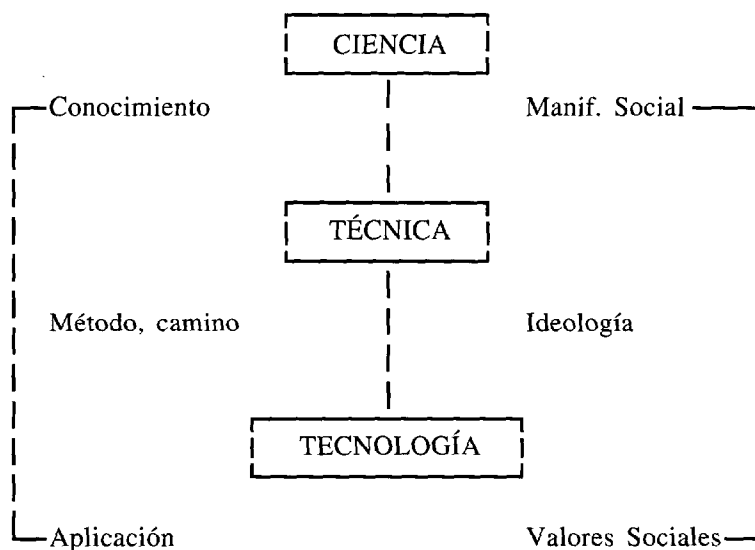 CIENCIA
Conocimiento Manif. Social
TÉCNICA
Método, camino Ideología
TECNOLOGÍA
Aplicación Valores Sociales